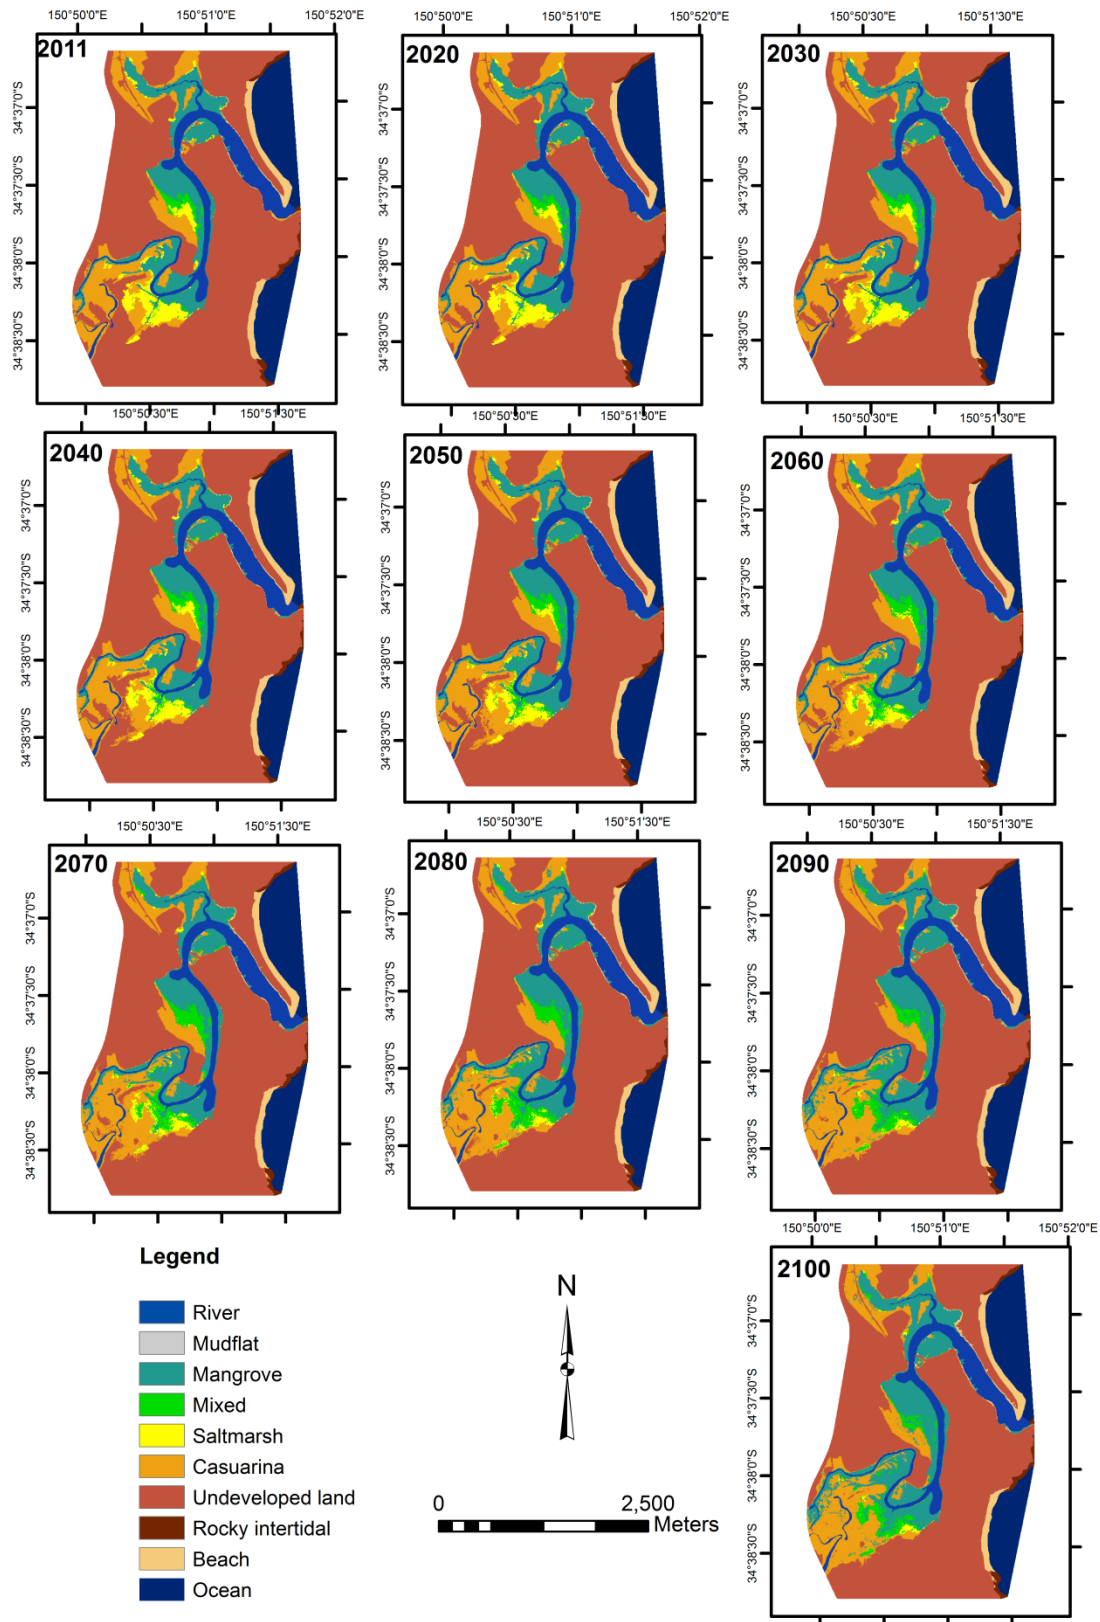 150°50'0"E 150°51'0"E 150°52'0"E
2011 2020 2030
150°50'30"E 150°51'30"E
34°37'0"S 34°37'30"S 34°38'0"S 34°38'30"S
34°37'0"S 34°37'30"S 34°38'0"S 34°38'30"S
34°37'0"S 34°37'30"S 34°38'0"S 34°38'30"S
150°50'30"E 150°51'30"E 150°50'30"E 150°51'30"E 150°50'30"E 150°51'30"E
2040 2050 2060
34°37'0"S 34°37'30"S 34°38'0"S 34°38'30"S
34°37'0"S 34°37'30"S 34°38'0"S 34°38'30"S
34°37'0"S 34°37'30"S 34°38'0"S 34°38'30"S
150°50'30"E 150°51'30"E 150°50'30"E 150°51'30"E 150°50'30"E 150°51'30"E
2070 2080 2090
34°37'0"S 34°37'30"S 34°38'0"S 34°38'30"S
34°37'0"S 34°37'30"S 34°38'0"S 34°38'30"S
34°37'0"S 34°37'30"S 34°38'0"S 34°38'30"S
150°50'0"E 150°51'0"E 150°52'0"E
2100
34°37'0"S 34°37'30"S 34°38'0"S 34°38'30"S
Legend
River
Mudflat
Mangrove
Mixed
Saltmarsh
Casuarina
Undeveloped land
Rocky intertidal
Beach
Ocean
N
0 2,500
Meters